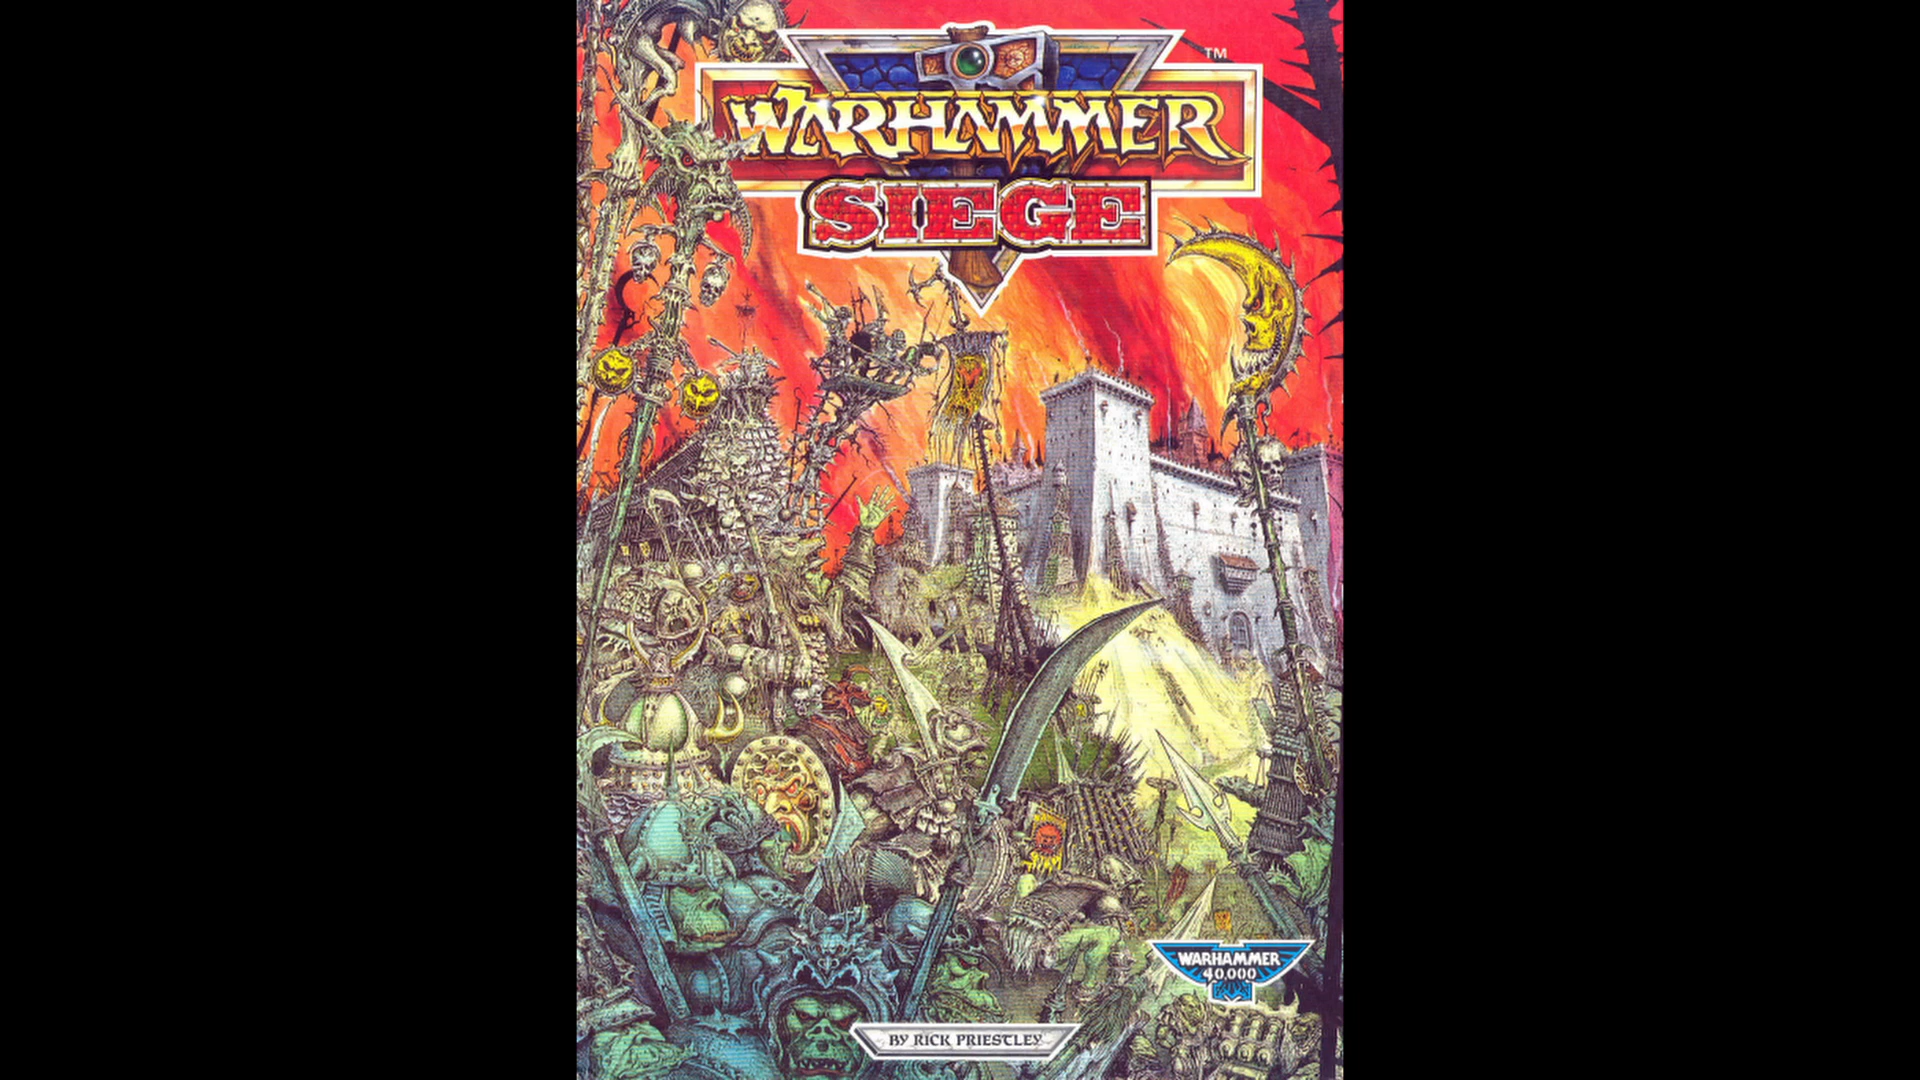 ™
WARHAMMER
SIEGE
WARHAMMER
40,000
BY RICK PRIESTLEY